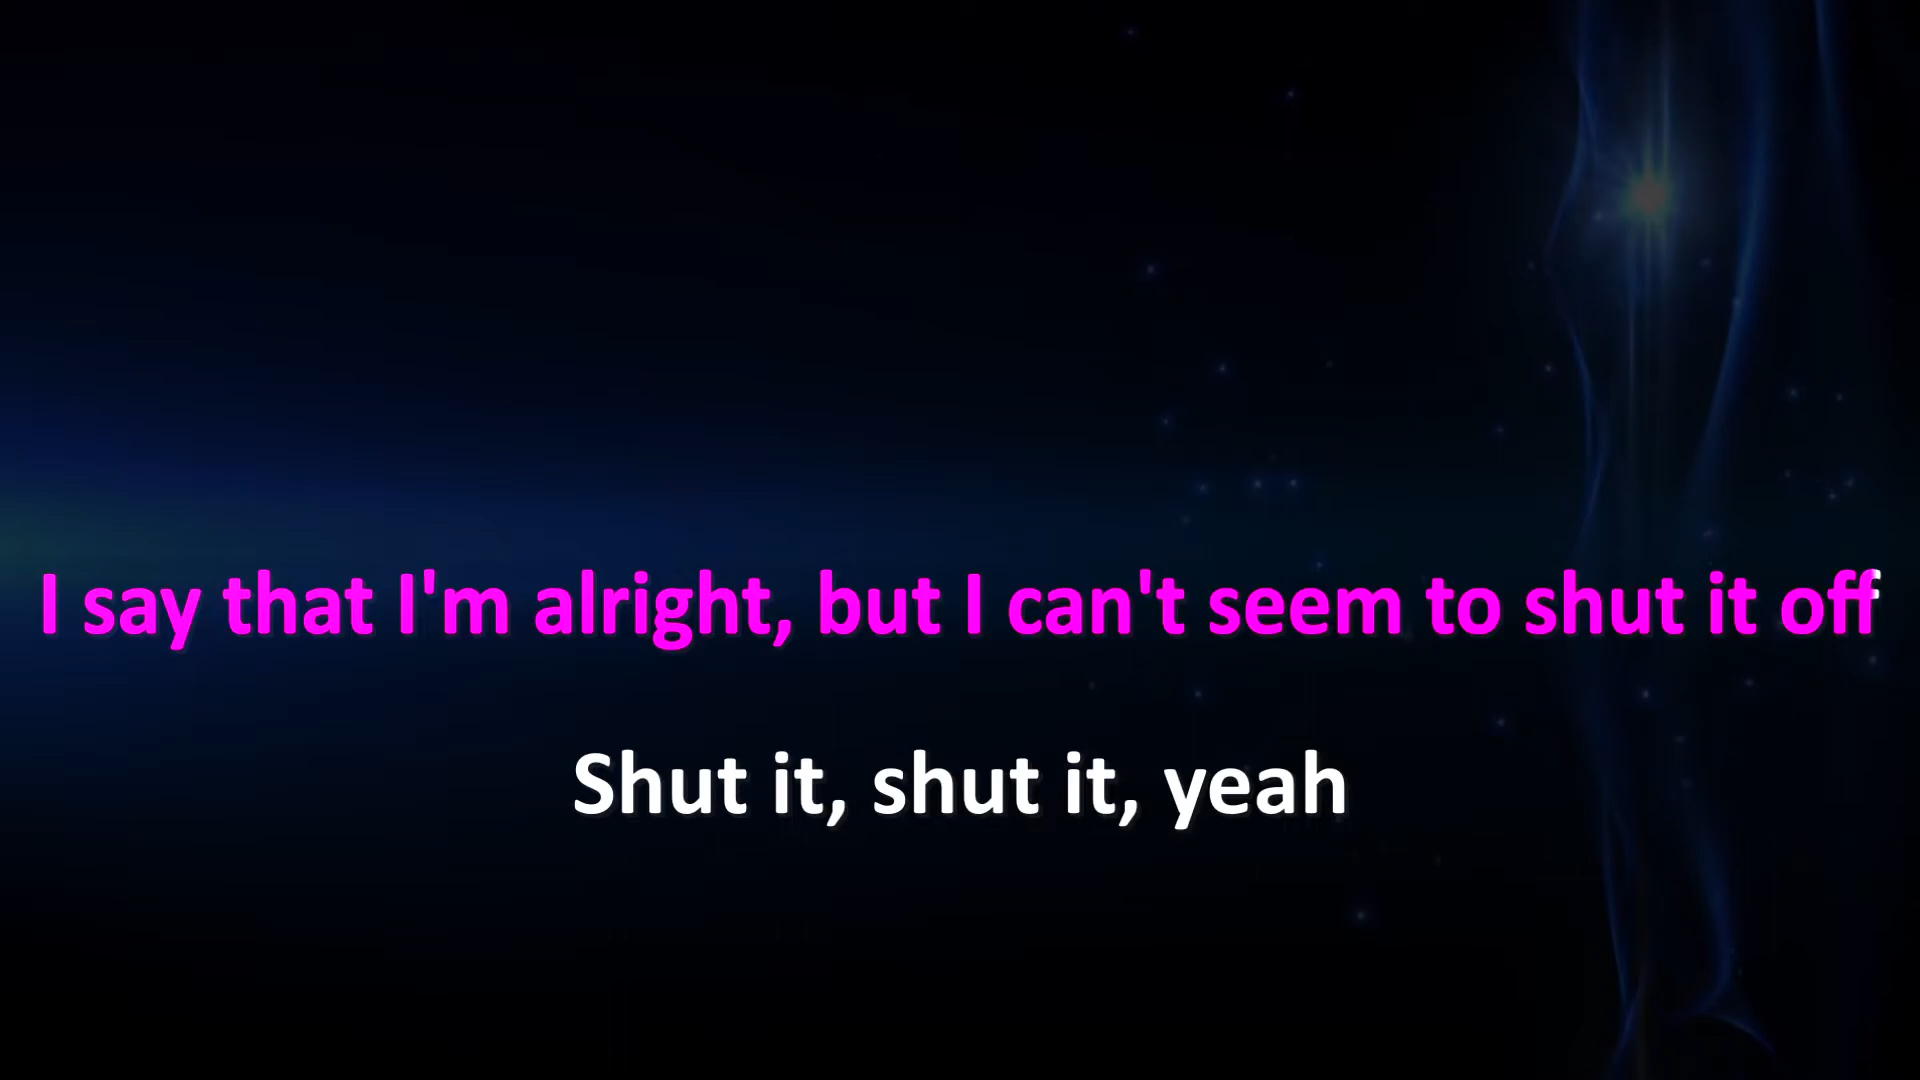 I say that I'm alright, but I can't seem to shut it off
Shut it, shut it, yeah